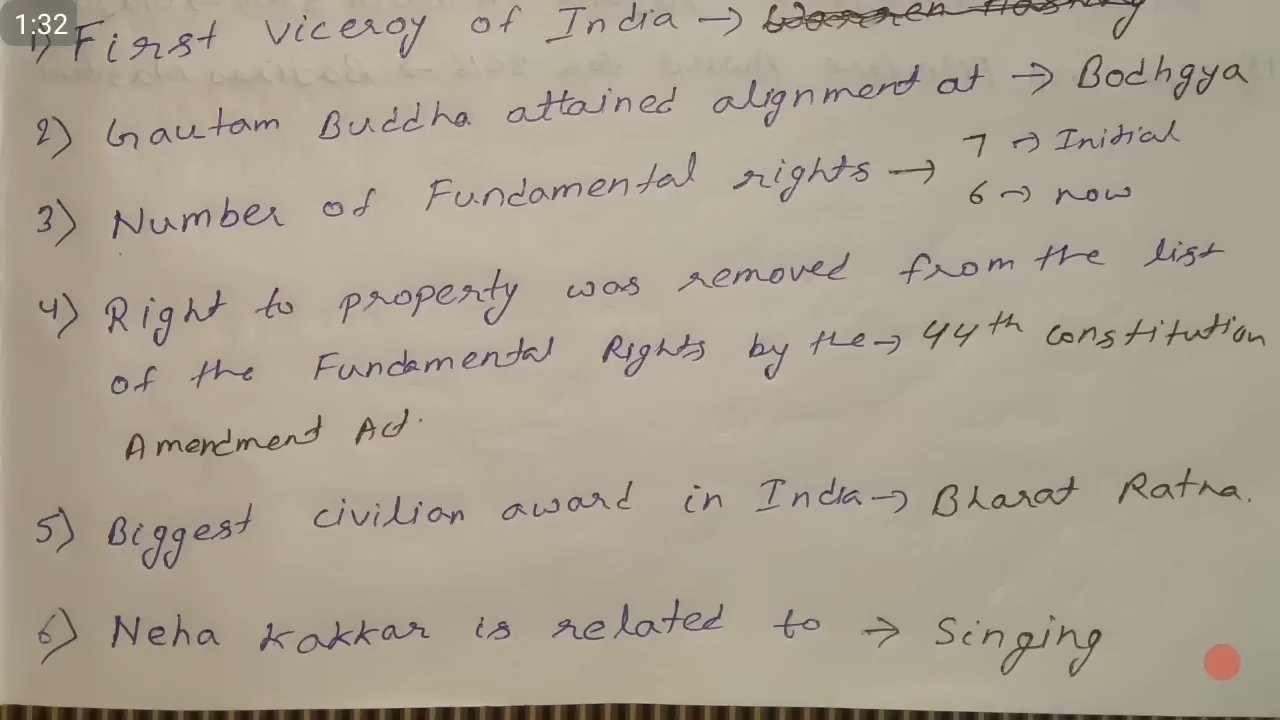 1:32
1) First viceroy of India →
2) Gautam Buddha attained alignment at → Bodhgya
3) Number of Fundamental rights → 7 → Initial
6 → now
4) Right to property was removed from the list
of the Fundamental Rights by the → 44th constitution
Amendment Act.
5) Biggest civilian award in India → Bharat Ratna.
6) Neha Kakkar is related to → Singing